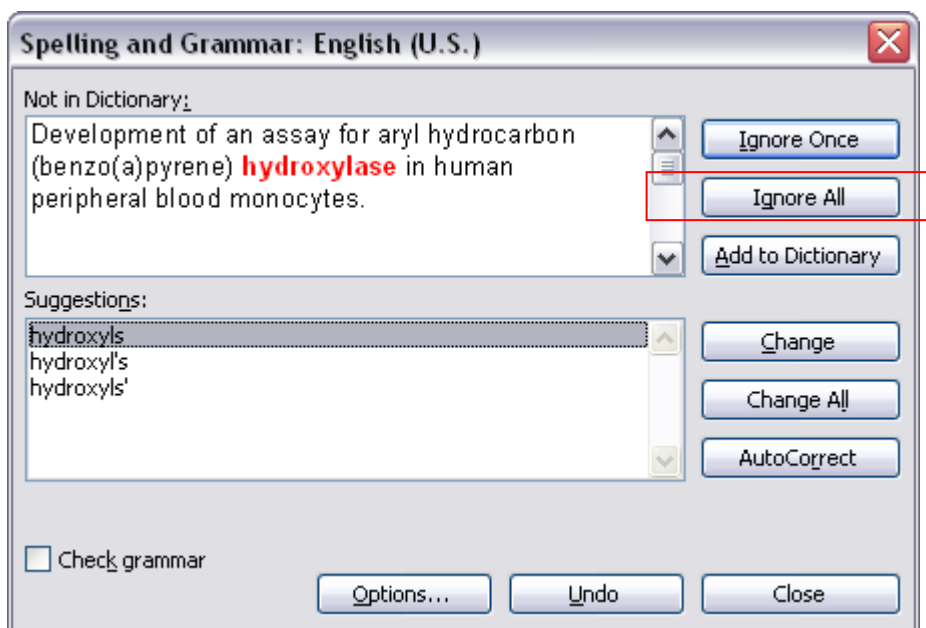 Spelling and Grammar: English (U.S.)
Not in Dictionary:
Development of an assay for aryl hydrocarbon
(benzo(a)pyrene) hydroxylase in human
peripheral blood monocytes.
Ignore Once
Ignore All
Add to Dictionary
Suggestions:
hydroxyls
hydroxyl's
hydroxyls'
Change
Change All
AutoCorrect
Check grammar
Options...
Undo
Close